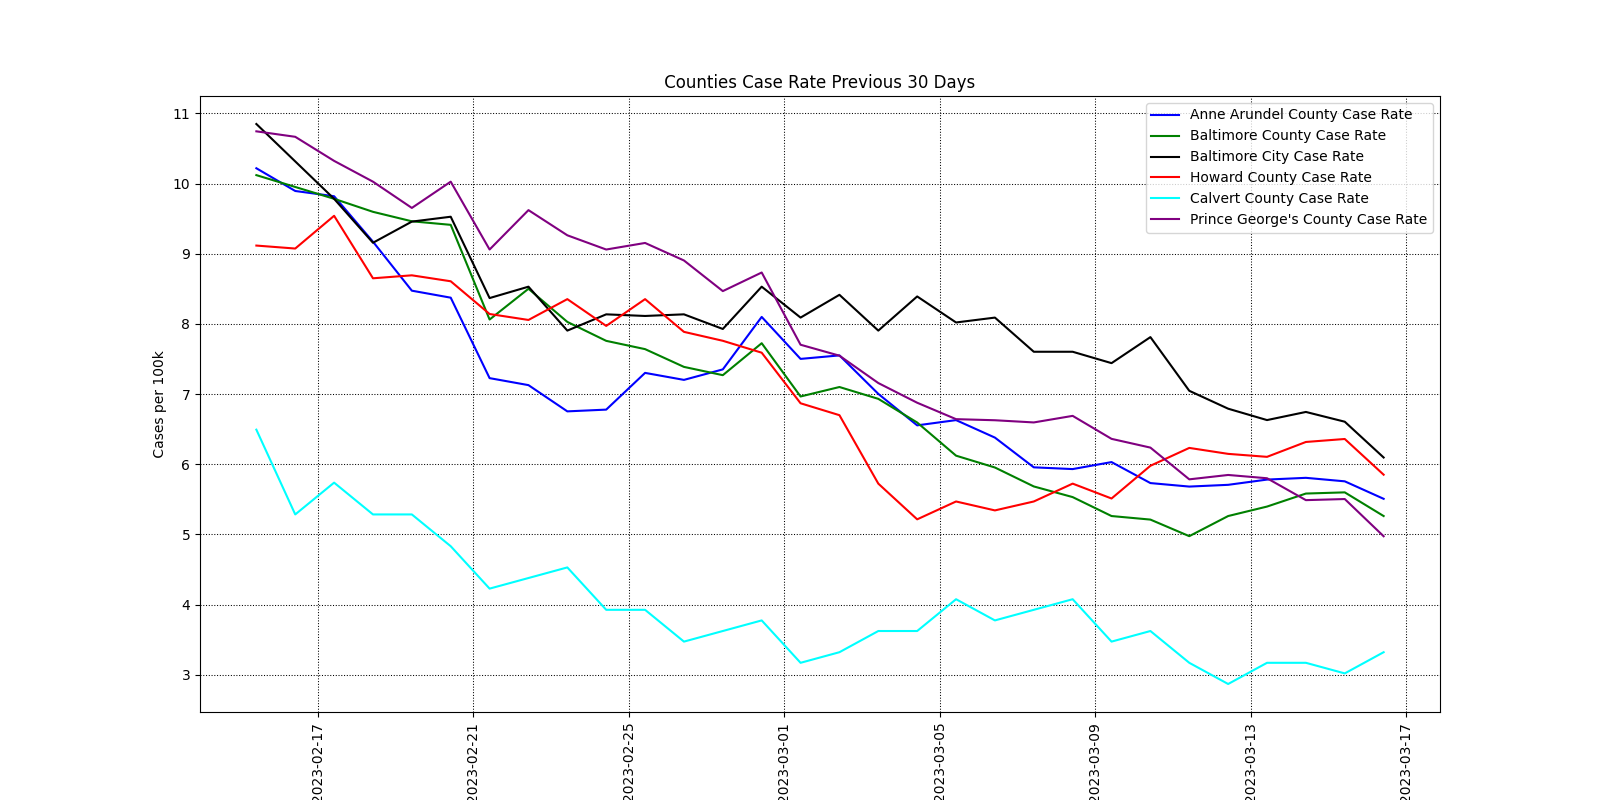 Counties Case Rate Previous 30 Days
Cases per 100k
11
10
9
8
7
6
5
4
3
Anne Arundel County Case Rate
Baltimore County Case Rate
Baltimore City Case Rate
Howard County Case Rate
Calvert County Case Rate
Prince George's County Case Rate
2023-02-17
2023-02-21
2023-02-25
2023-03-01
2023-03-05
2023-03-09
2023-03-13
2023-03-17